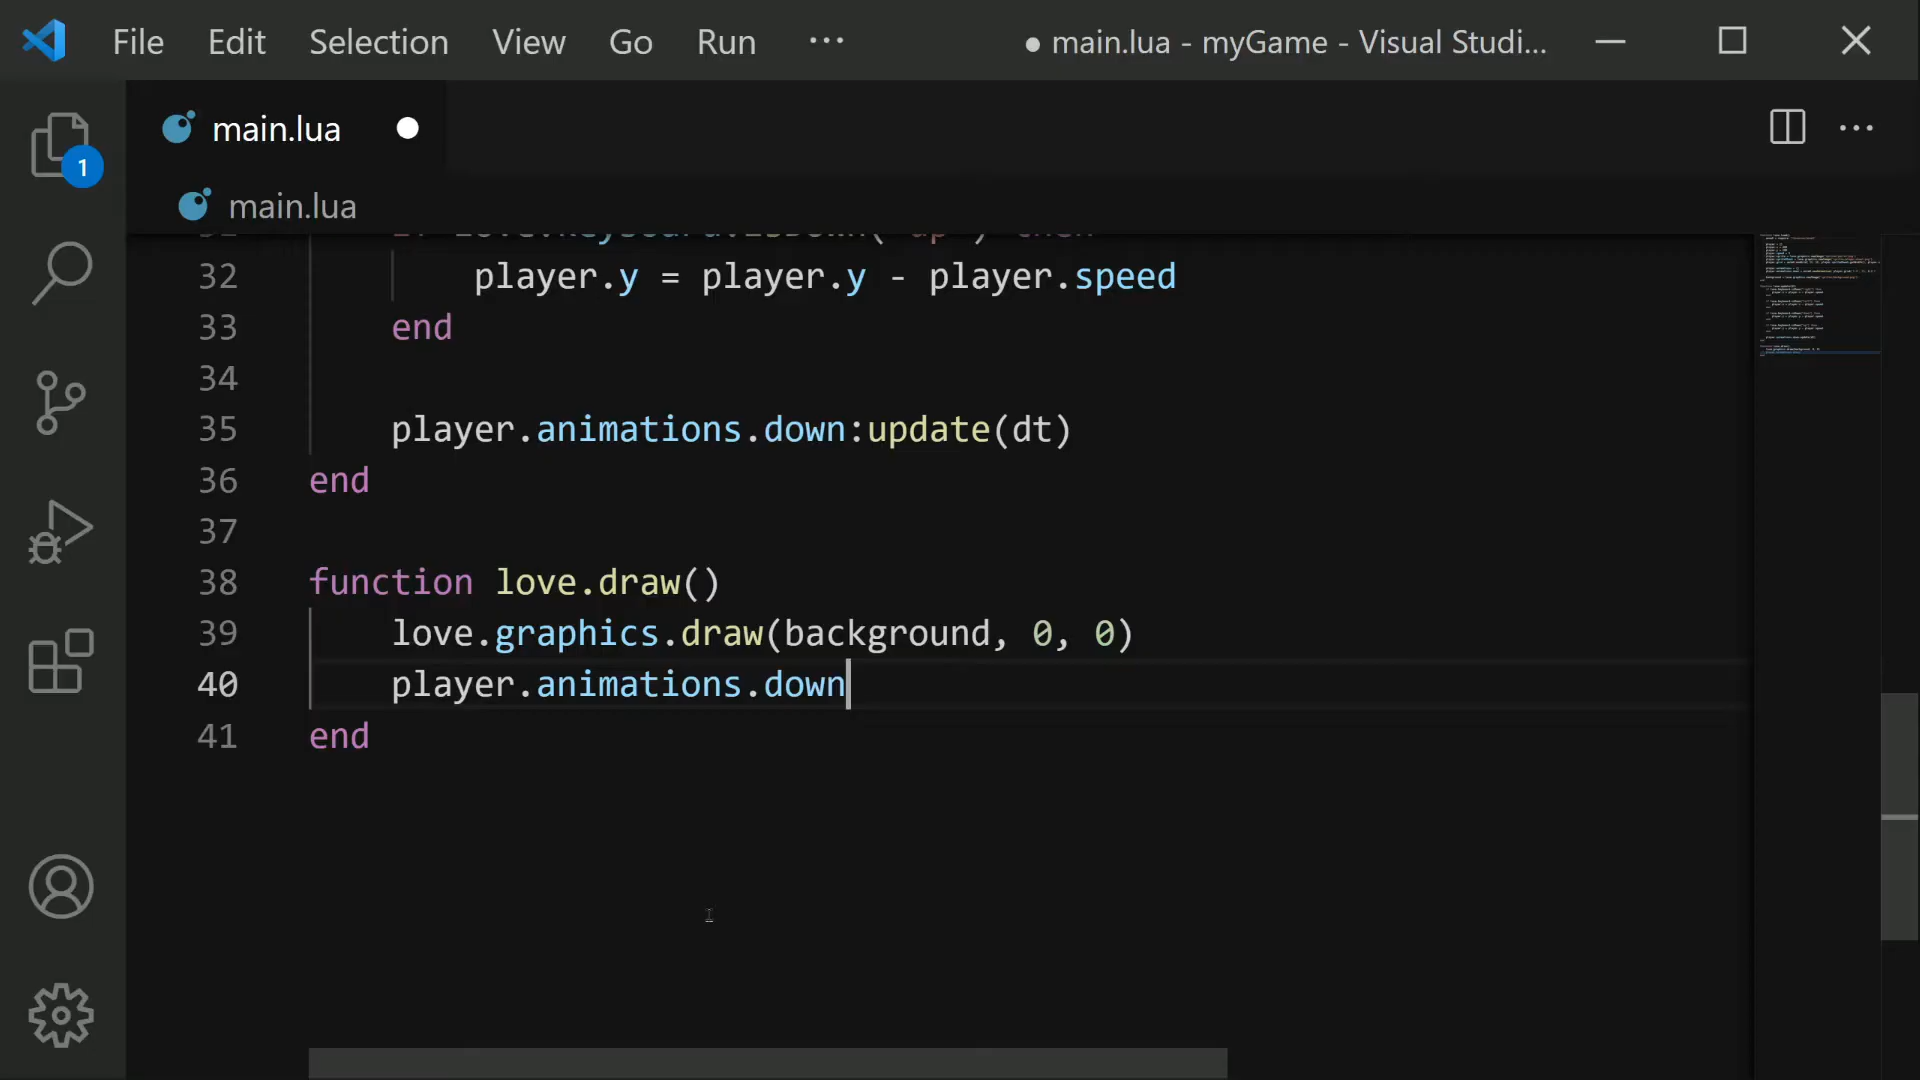 File Edit Selection View Go Run ··· ● main.lua - myGame - Visual Studi...
1
main.lua
main.lua
32 player.y = player.y - player.speed
33 end
34
35 player.animations.down:update(dt)
36 end
37
38 function love.draw()
39 love.graphics.draw(background, 0, 0)
40 player.animations.down
41 end